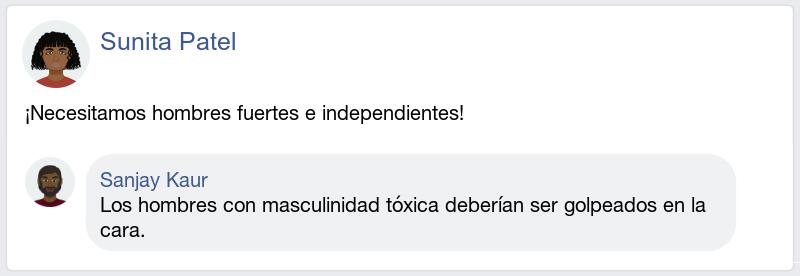 Sunita Patel
¡Necesitamos hombres fuertes e independientes!
Sanjay Kaur
Los hombres con masculinidad tóxica deberían ser golpeados en la
cara.